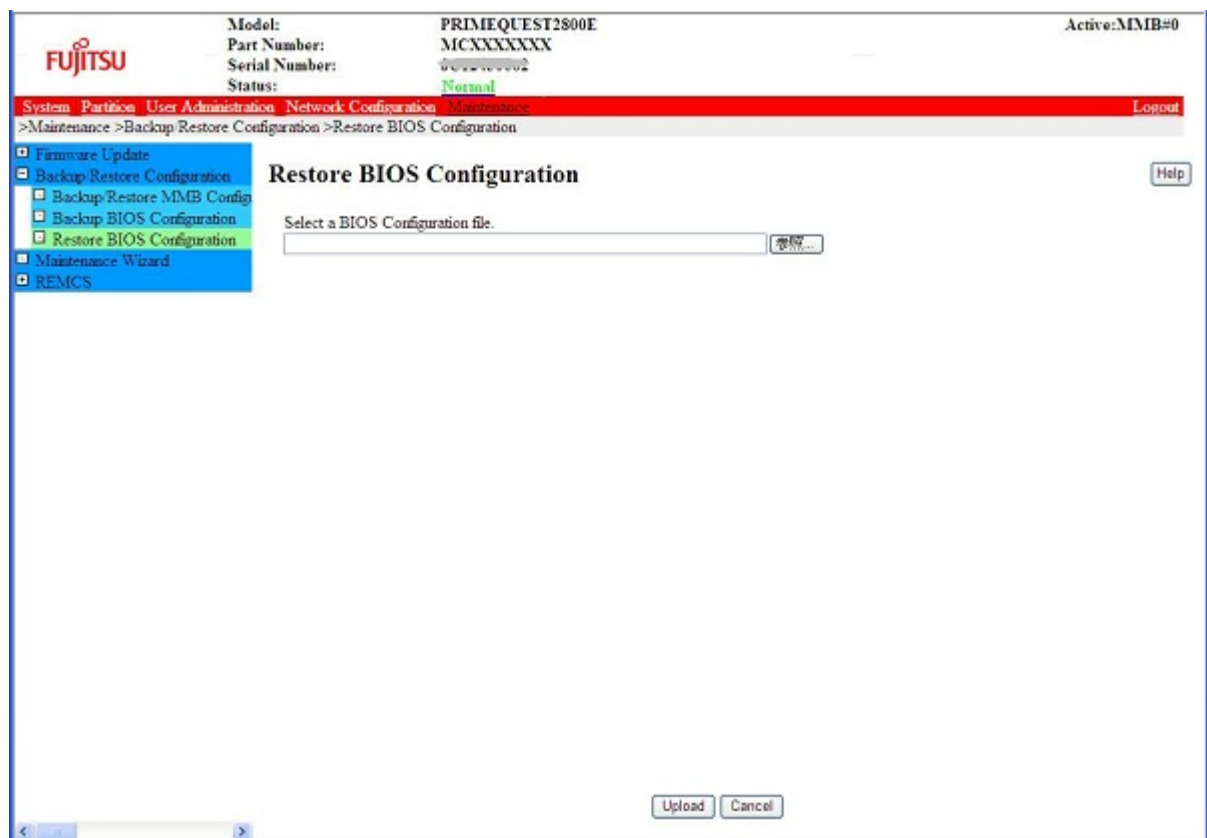 FUJITSU
Model: PRIMEQUEST2800E
Part Number: MCXXXXXXX
Serial Number:
Status: Normal
Active:MMB#0
System Partition User Administration Network Configuration Maintenance Logout
>Maintenance >Backup/Restore Configuration >Restore BIOS Configuration
Firmware Update
Backup/Restore Configuration
Backup/Restore MMB Config
Backup BIOS Configuration
Restore BIOS Configuration
Maintenance Wizard
REMCS
Restore BIOS Configuration
Help
Select a BIOS Configuration file.
参照...
Upload Cancel